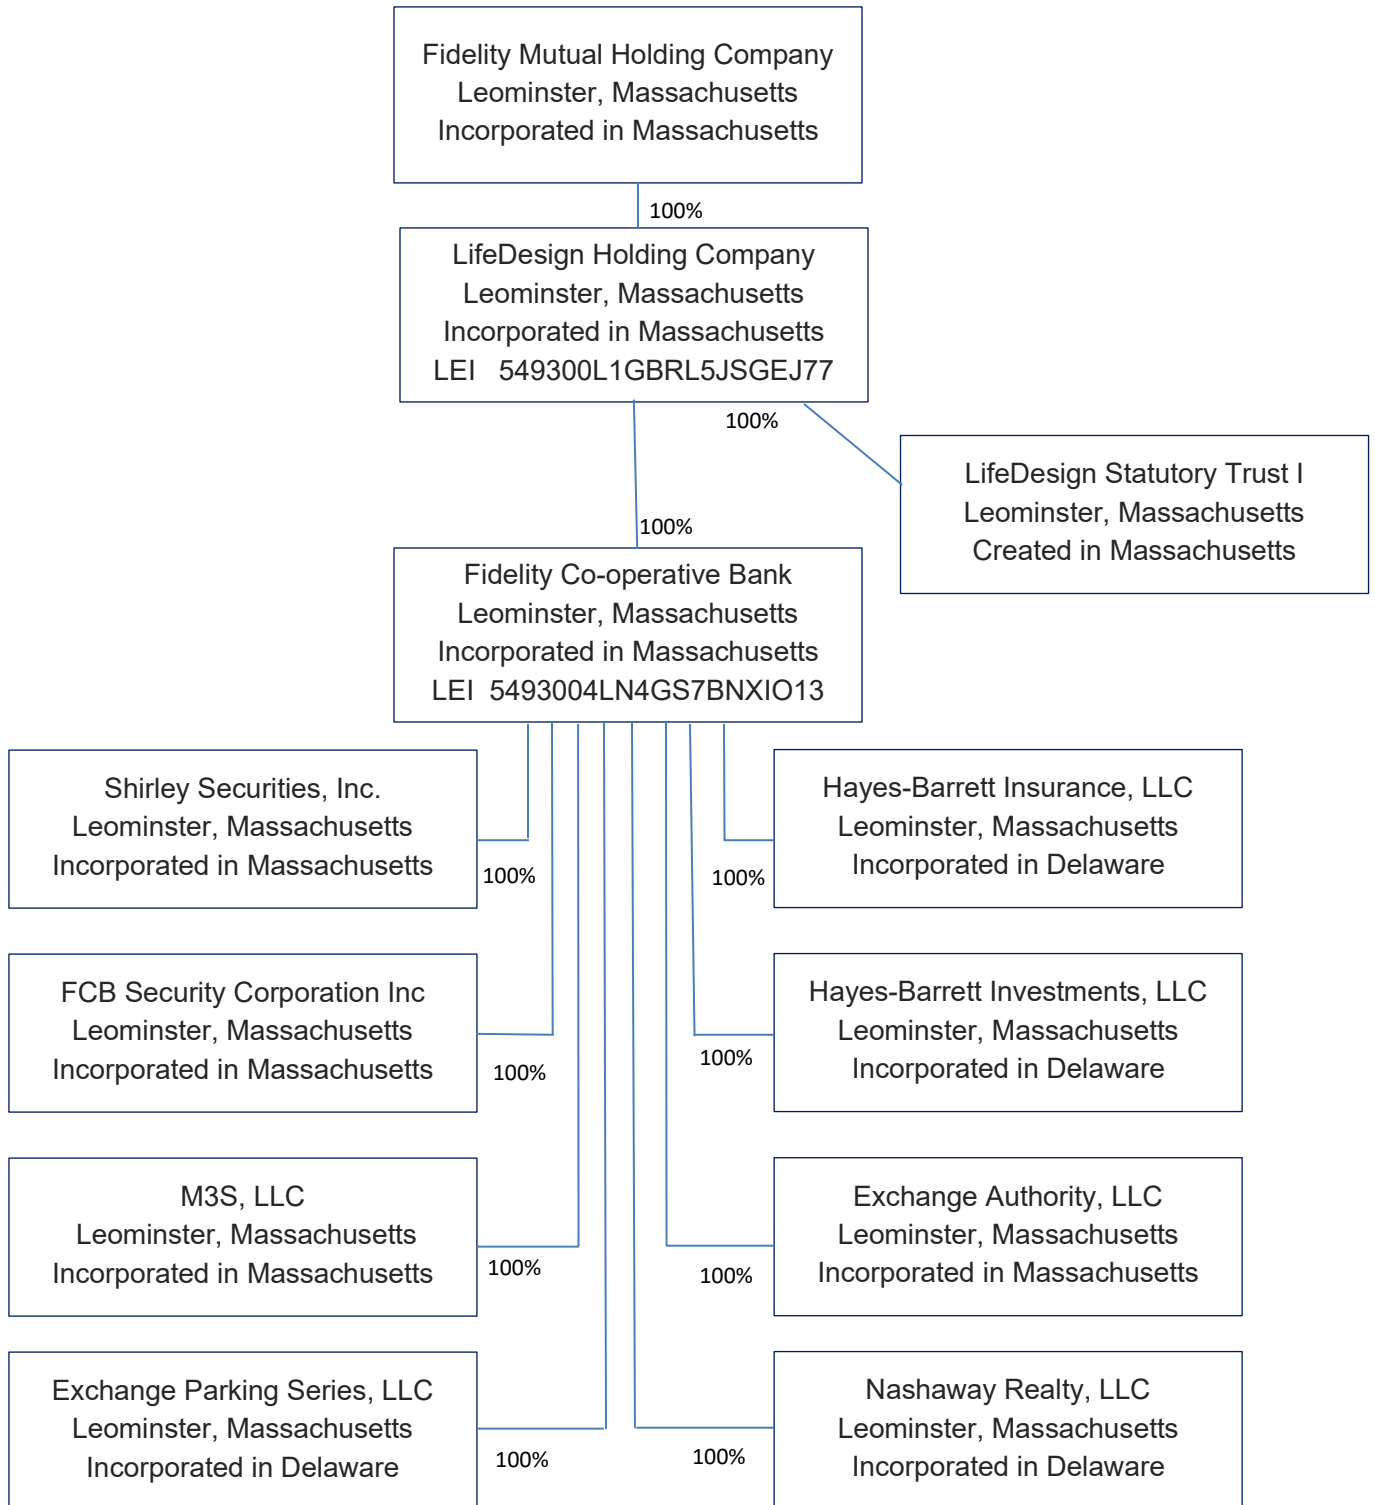 Fidelity Mutual Holding Company
Leominster, Massachusetts
Incorporated in Massachusetts
100%
LifeDesign Holding Company
Leominster, Massachusetts
Incorporated in Massachusetts
LEI 549300L1GBRL5JSGEJ77
100%
LifeDesign Statutory Trust I
Leominster, Massachusetts
Created in Massachusetts
100%
Fidelity Co-operative Bank
Leominster, Massachusetts
Incorporated in Massachusetts
LEI 5493004LN4GS7BNXIO13
Shirley Securities, Inc.
Leominster, Massachusetts
Incorporated in Massachusetts
100%
Hayes-Barrett Insurance, LLC
Leominster, Massachusetts
Incorporated in Delaware
100%
FCB Security Corporation Inc
Leominster, Massachusetts
Incorporated in Massachusetts
100%
Hayes-Barrett Investments, LLC
Leominster, Massachusetts
Incorporated in Delaware
100%
M3S, LLC
Leominster, Massachusetts
Incorporated in Massachusetts
100%
Exchange Authority, LLC
Leominster, Massachusetts
Incorporated in Massachusetts
100%
Exchange Parking Series, LLC
Leominster, Massachusetts
Incorporated in Delaware
100%
Nashaway Realty, LLC
Leominster, Massachusetts
Incorporated in Delaware
100%